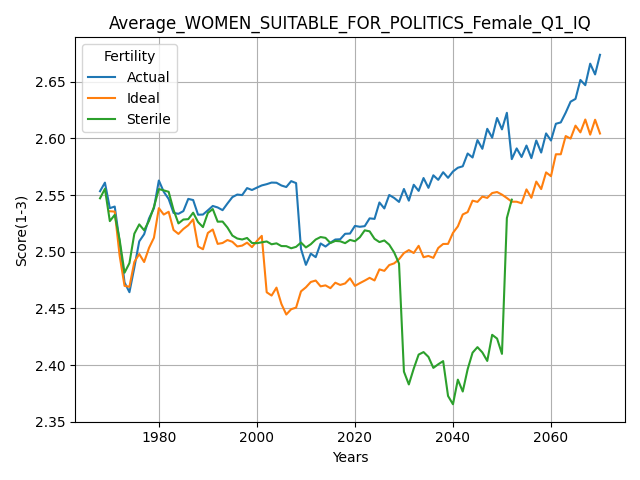 Average_WOMEN_SUITABLE_FOR_POLITICS_Female_Q1_IQ
Fertility
Actual
Ideal
Sterile
Score(1-3)
2.65
2.60
2.55
2.50
2.45
2.40
2.35
1980
2000
2020
2040
2060
Years